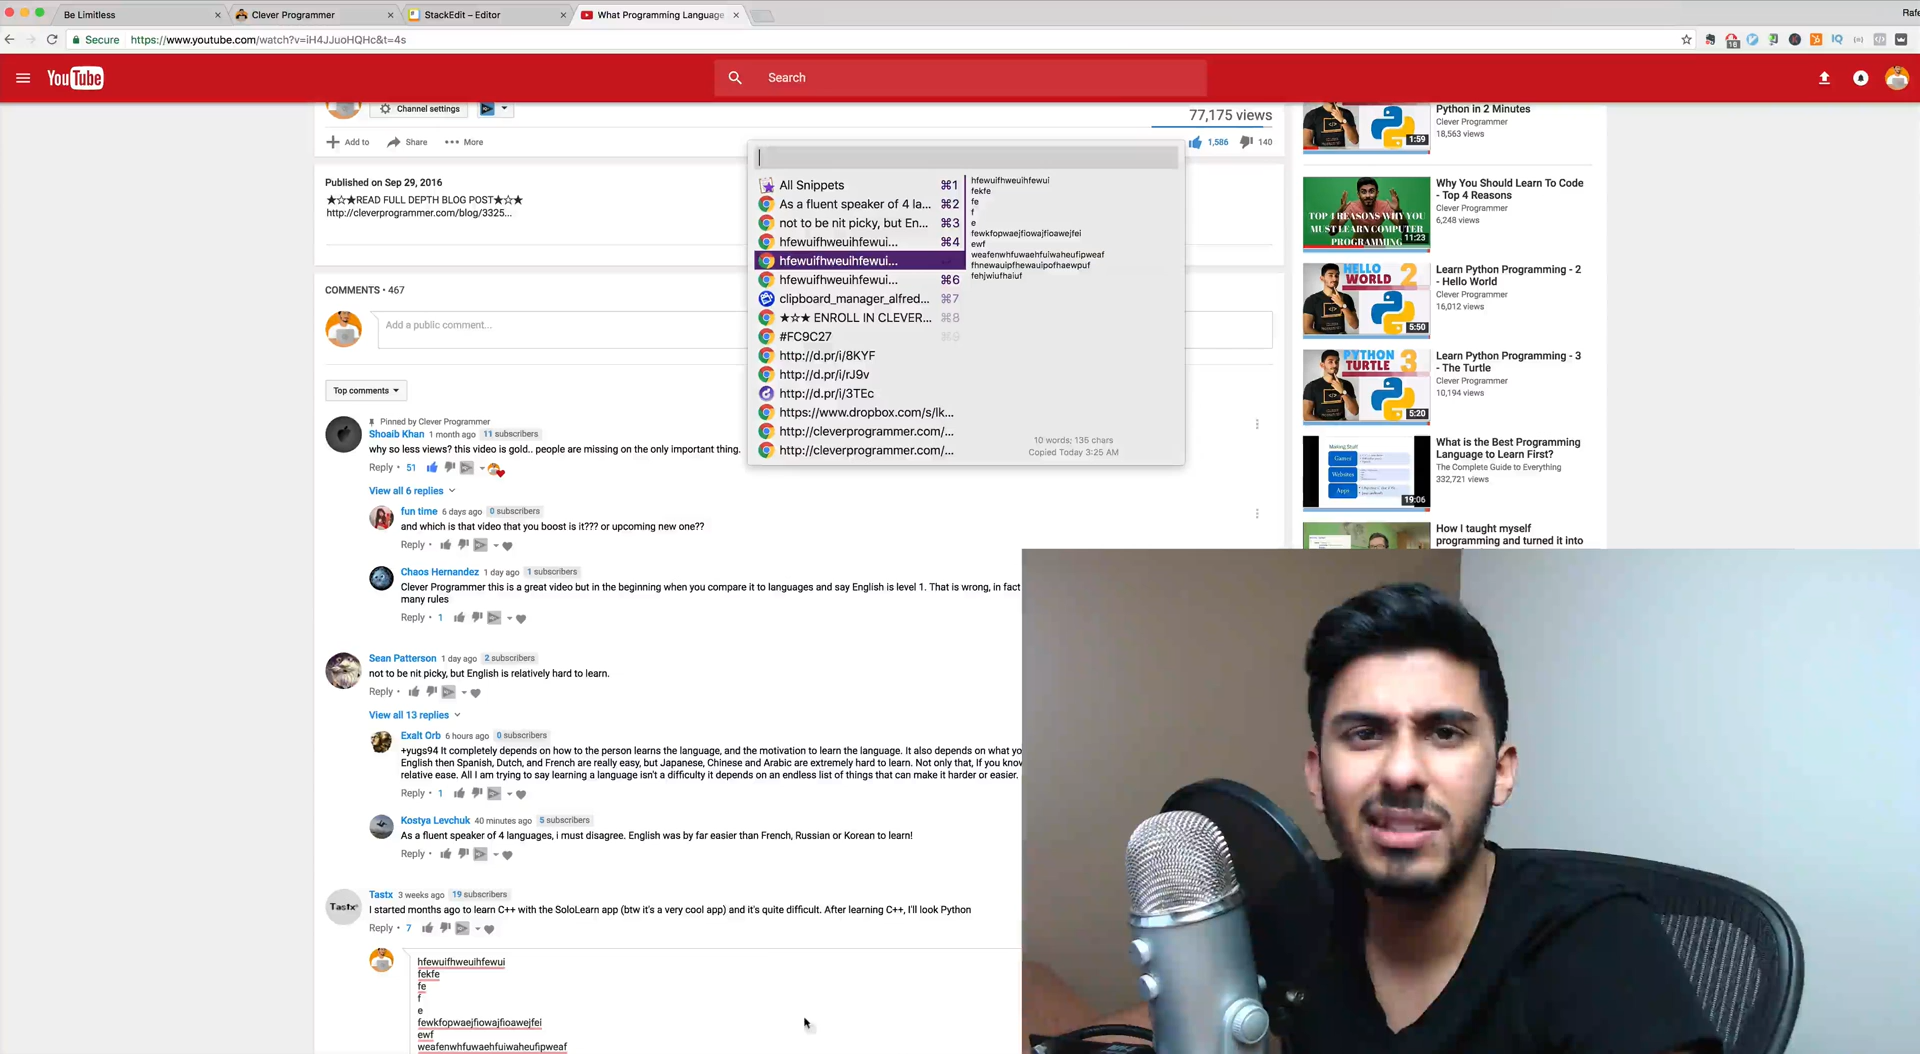 Be Limitless
Clever Programmer
StackEdit – Editor
What Programming Language
Rafe
Secure
https://www.youtube.com/watch?v=iH4JJuoHQHc&t=4s
18
IQ
YouTube
Search
Channel settings
77,175 views
Add to
Share
More
1,586
140
Published on Sep 29, 2016
★☆★READ FULL DEPTH BLOG POST★☆★
http://cleverprogrammer.com/blog/3325...
COMMENTS • 467
Add a public comment...
Top comments
Pinned by Clever Programmer
Shoaib Khan 1 month ago 11 subscribers
why so less views? this video is gold.. people are missing on the only important thing.
Reply • 51
View all 6 replies
fun time 6 days ago 0 subscribers
and which is that video that you boost is it??? or upcoming new one??
Reply •
Chaos Hernandez 1 day ago 1 subscribers
Clever Programmer this is a great video but in the beginning when you compare it to languages and say English is level 1. That is wrong, in fact
many rules
Reply • 1
Sean Patterson 1 day ago 2 subscribers
not to be nit picky, but English is relatively hard to learn.
Reply •
View all 13 replies
Exalt Orb 6 hours ago 0 subscribers
+yugs94 It completely depends on how to the person learns the language, and the motivation to learn the language. It also depends on what yo
English then Spanish, Dutch, and French are really easy, but Japanese, Chinese and Arabic are extremely hard to learn. Not only that, If you know
relative ease. All I am trying to say learning a language isn't a difficulty it depends on an endless list of things that can make it harder or easier.
Reply • 1
Kostya Levchuk 40 minutes ago 5 subscribers
As a fluent speaker of 4 languages, i must disagree. English was by far easier than French, Russian or Korean to learn!
Reply •
Tastx
Tastx 3 weeks ago 19 subscribers
I started months ago to learn C++ with the SoloLearn app (btw it's a very cool app) and it's quite difficult. After learning C++, I'll look Python
Reply • 7
hfewuifhweuihfewui
fekfe
fe
f
e
fewkfopwaejfiowajfioawejfei
ewf
weafenwhfuwaehfuiwaheufipweaf
All Snippets ⌘1
As a fluent speaker of 4 la... ⌘2
not to be nit picky, but En... ⌘3
hfewuifhweuihfewui... ⌘4
hfewuifhweuihfewui...
hfewuifhweuihfewui... ⌘6
clipboard_manager_alfred... ⌘7
★☆★ ENROLL IN CLEVER... ⌘8
#FC9C27 ⌘9
http://d.pr/i/8KYF
http://d.pr/i/rJ9v
http://d.pr/i/3TEc
https://www.dropbox.com/s/lk...
http://cleverprogrammer.com/...
http://cleverprogrammer.com/...
hfewuifhweuihfewui
fekfe
fe
f
e
fewkfopwaejfiowajfioawejfei
ewf
weafenwhfuwaehfuiwaheufipweaf
fhnewauipfhewauipofhaewpuf
fehjwiufhaiuf
10 words; 135 chars
Copied Today 3:25 AM
Python in 2 Minutes
Clever Programmer
18,563 views
1:59
TOP 4 REASONS WHY YOU
MUST LEARN COMPUTER
PROGRAMMING
11:23
Why You Should Learn To Code
- Top 4 Reasons
Clever Programmer
6,248 views
HELLO
WORLD 2
5:50
Learn Python Programming - 2
- Hello World
Clever Programmer
16,012 views
PYTHON
TURTLE 3
5:20
Learn Python Programming - 3
- The Turtle
Clever Programmer
10,194 views
Making Stuff
Games
Websites
Apps
19:06
What is the Best Programming
Language to Learn First?
The Complete Guide to Everything
332,721 views
How I taught myself
programming and turned it into